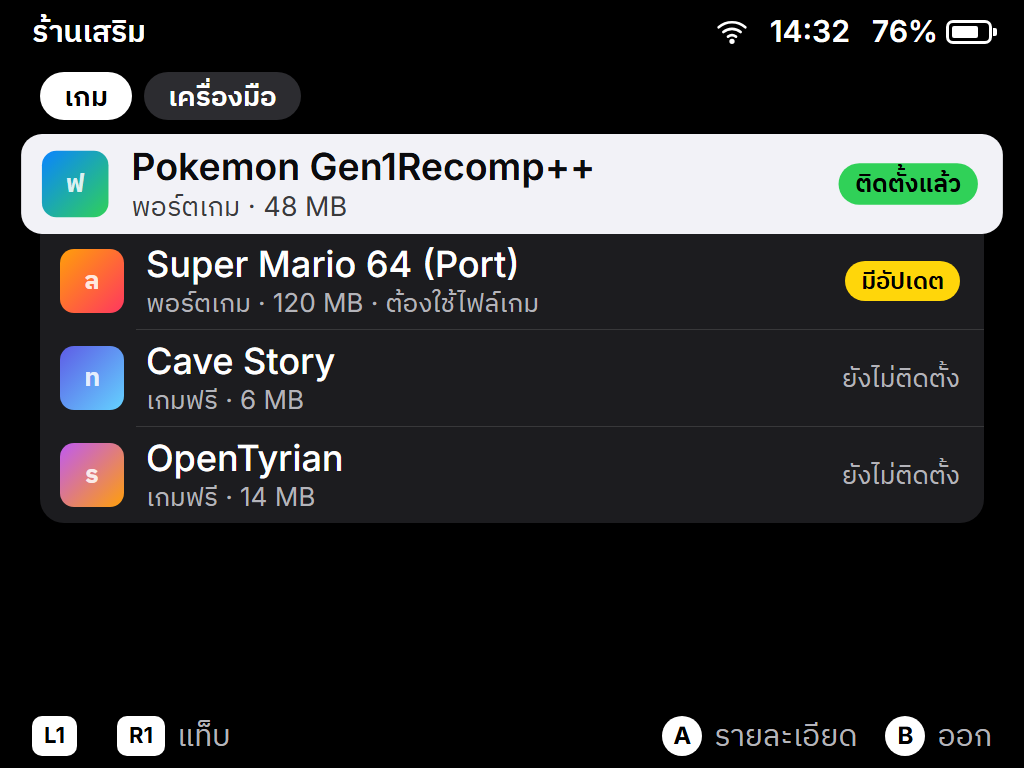 ร้านเสริม 14:32 76%
เกม เครื่องมือ
ฟ Pokemon Gen1Recomp++ ติดตั้งแล้ว
พอร์ตเกม · 48 MB
ล Super Mario 64 (Port) มีอัปเดต
พอร์ตเกม · 120 MB · ต้องใช้ไฟล์เกม
ก Cave Story ยังไม่ติดตั้ง
เกมฟรี · 6 MB
ร OpenTyrian ยังไม่ติดตั้ง
เกมฟรี · 14 MB
L1 R1 แท็บ A รายละเอียด B ออก